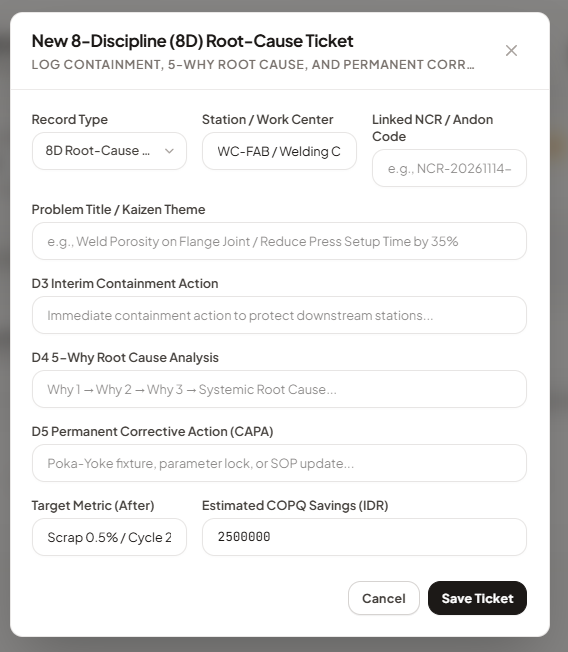 New 8-Discipline (8D) Root-Cause Ticket
LOG CONTAINMENT, 5-WHY ROOT CAUSE, AND PERMANENT CORR...
Record Type
Station / Work Center
Linked NCR / Andon
Code
8D Root-Cause ...
WC-FAB / Welding C
e.g., NCR-20261114-
Problem Title / Kaizen Theme
e.g., Weld Porosity on Flange Joint / Reduce Press Setup Time by 35%
D3 Interim Containment Action
Immediate containment action to protect downstream stations...
D4 5-Why Root Cause Analysis
Why 1 → Why 2 → Why 3 → Systemic Root Cause...
D5 Permanent Corrective Action (CAPA)
Poka-Yoke fixture, parameter lock, or SOP update...
Target Metric (After)
Estimated COPQ Savings (IDR)
Scrap 0.5% / Cycle 2
2500000
Cancel
Save Ticket